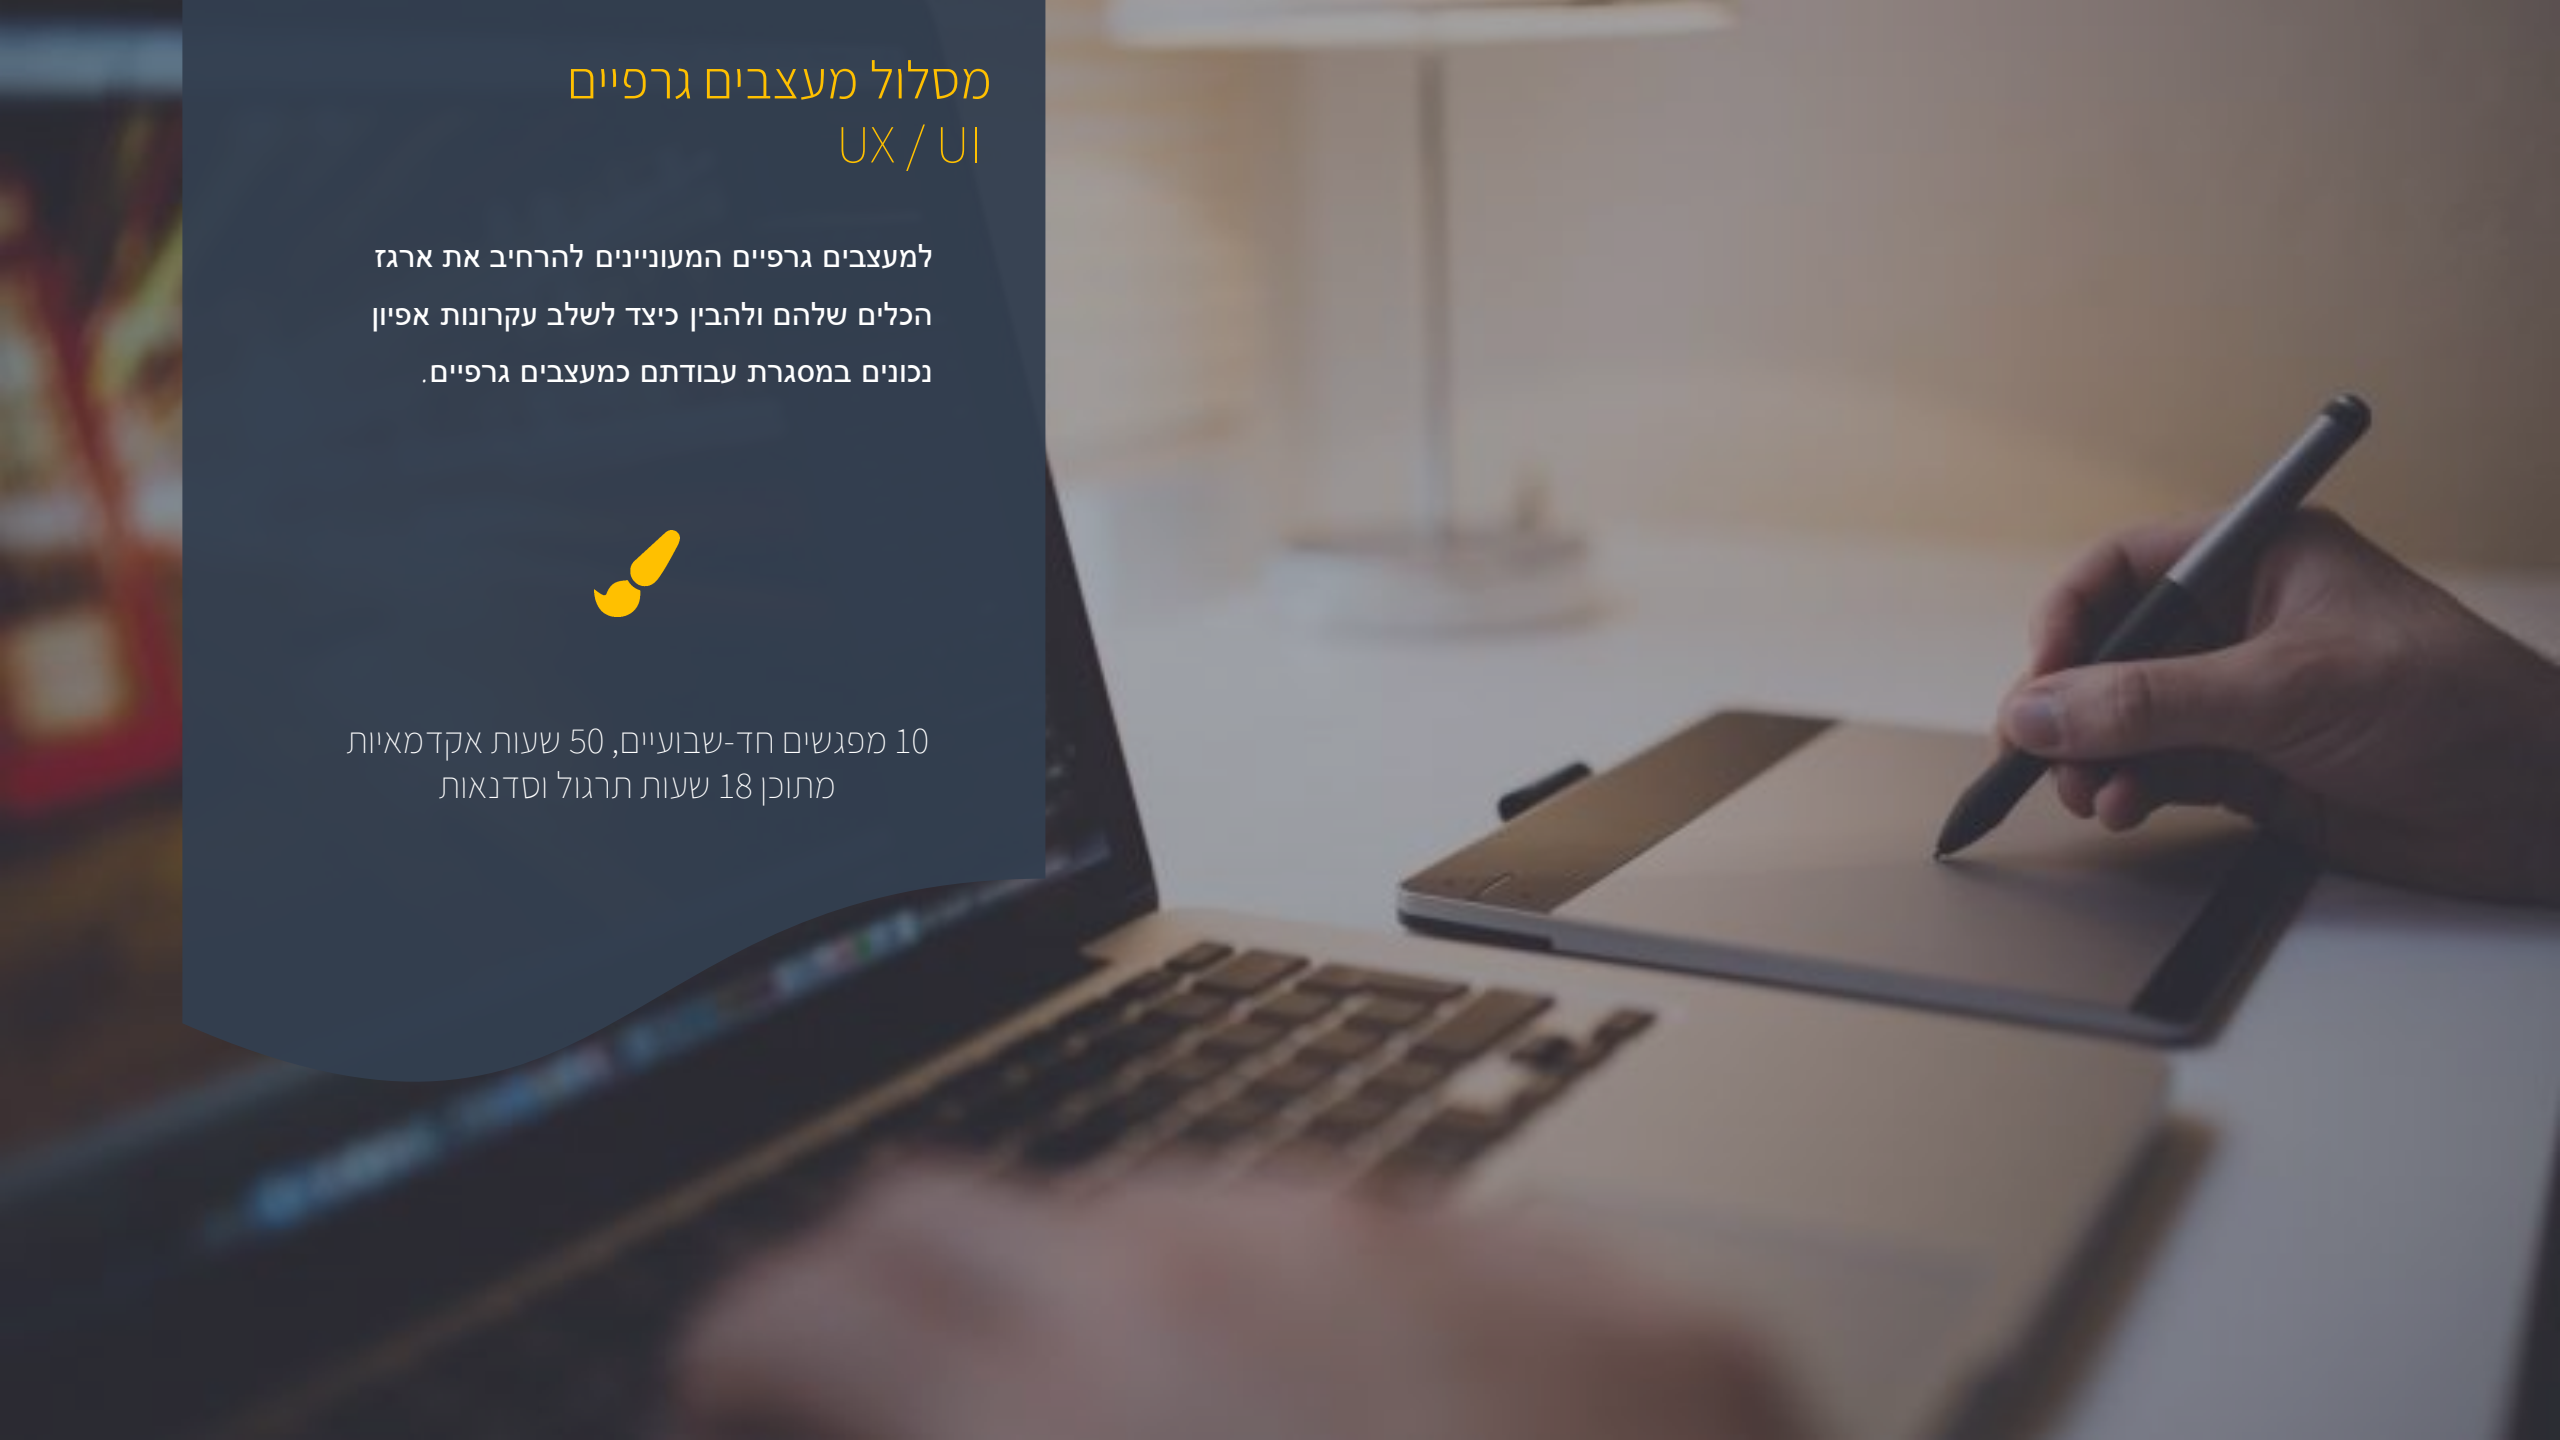 מסלול מעצבים גרפיים
UX / UI
למעצבים גרפיים המעוניינים להרחיב את ארגז
הכלים שלהם ולהבין כיצד לשלב עקרונות אפיון
נכונים במסגרת עבודתם כמעצבים גרפיים.
10 מפגשים חד-שבועיים, 50 שעות אקדמאיות
מתוכן 18 שעות תרגול וסדנאות